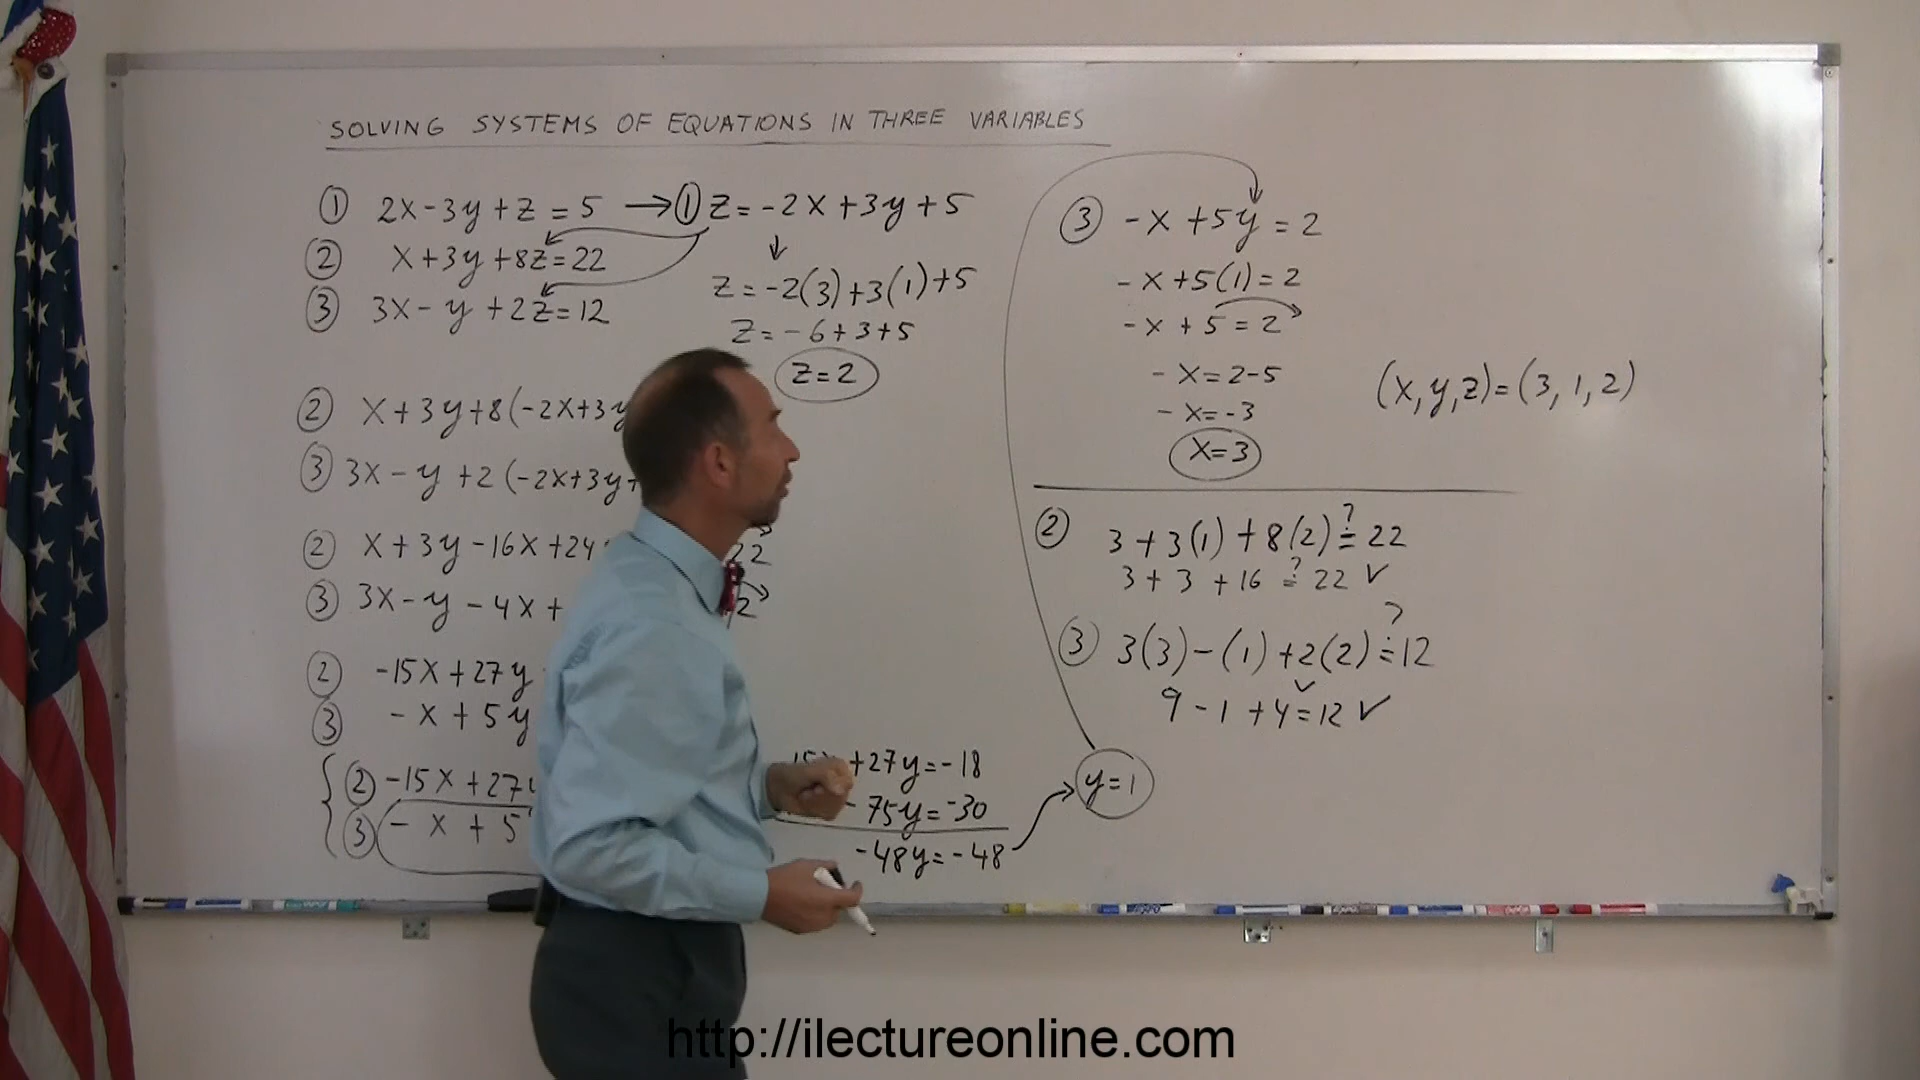 SOLVING SYSTEMS OF EQUATIONS IN THREE VARIABLES
① 2x-3y+z=5 → ① z=-2x+3y+5
② x+3y+8z=22
③ 3x-y+2z=12
z=-2(3)+3(1)+5
z=-6+3+5
z=2
② x+3y+8(-2x+3y
③ 3x-y+2(-2x+3y+
② x+3y-16x+24 22
③ 3x-y-4x+ 2
② -15x+27y
③ -x+5y
② -15x+27y
③ -x+5
+27y=-18
-75y=-30
-48y=-48
y=1
③ -x+5y=2
-x+5(1)=2
-x+5=2
-x=2-5
-x=-3
x=3
(x,y,z)=(3,1,2)
② 3+3(1)+8(2)≟22
3+3+16≟22 ✓
③ 3(3)-(1)+2(2)≟12
9-1+4=12 ✓
http://ilectureonline.com